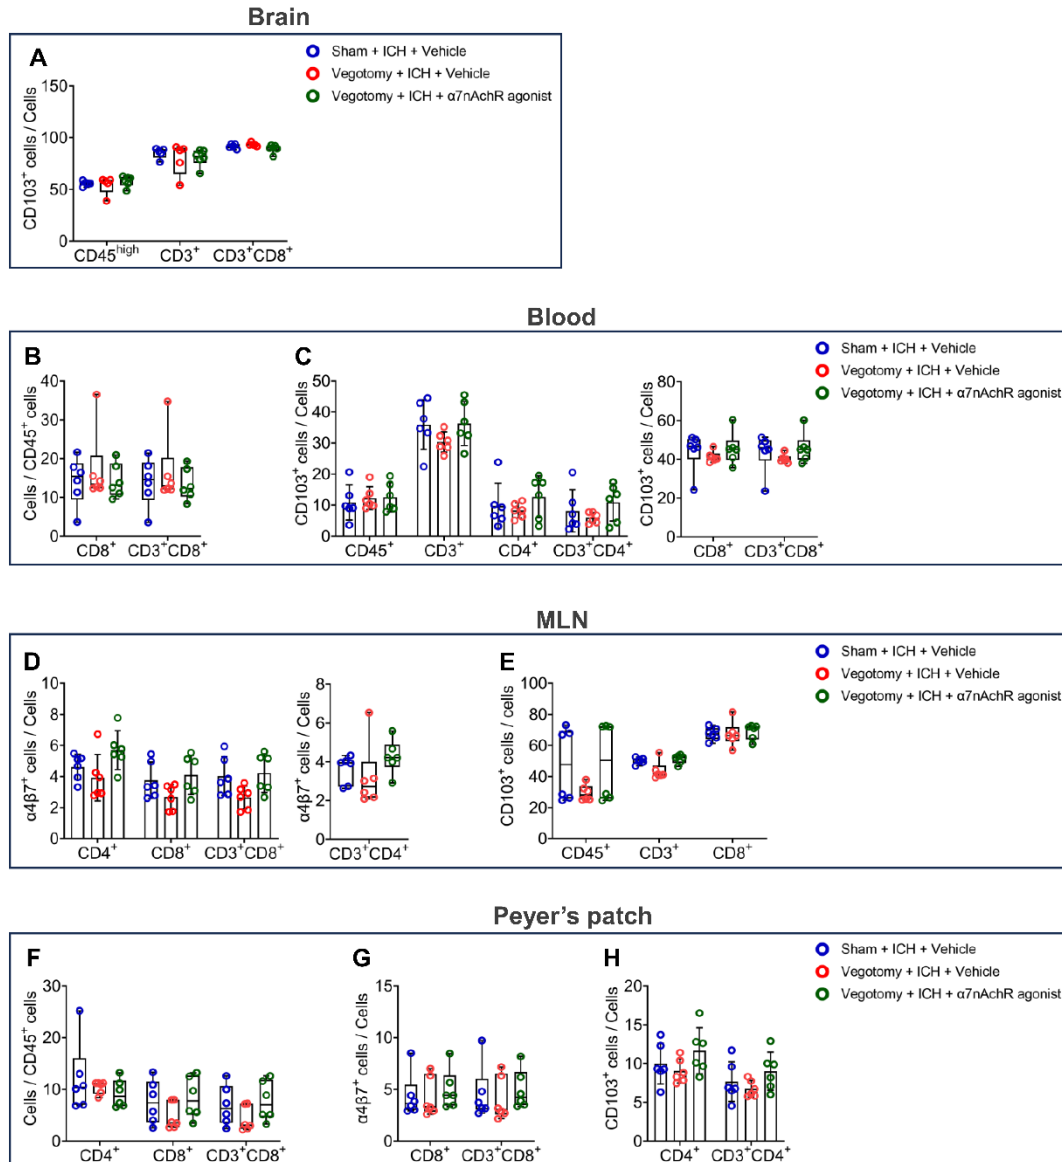 Brain
A
Sham + ICH + Vehicle
Vegotomy + ICH + Vehicle
Vegotomy + ICH + α7nAchR agonist
CD103⁺ cells / Cells
150
100
50
0
CD45ʰⁱᵍʰ
CD3⁺
CD3⁺CD8⁺
Blood
Sham + ICH + Vehicle
Vegotomy + ICH + Vehicle
Vegotomy + ICH + α7nAchR agonist
B
Cells / CD45⁺ cells
40
30
20
10
0
CD8⁺
CD3⁺CD8⁺
C
CD103⁺ cells / Cells
50
40
30
20
10
0
CD45⁺
CD3⁺
CD4⁺
CD3⁺CD4⁺
CD103⁺ cells / Cells
80
60
40
20
0
CD8⁺
CD3⁺CD8⁺
MLN
Sham + ICH + Vehicle
Vegotomy + ICH + Vehicle
Vegotomy + ICH + α7nAchR agonist
D
α4β7⁺ cells / Cells
8
6
4
2
0
CD4⁺
CD8⁺
CD3⁺CD8⁺
α4β7⁺ cells / Cells
8
6
4
2
0
CD3⁺CD4⁺
E
CD103⁺ cells / Cells
100
80
60
40
20
0
CD45⁺
CD3⁺
CD8⁺
Peyer's patch
Sham + ICH + Vehicle
Vegotomy + ICH + Vehicle
Vegotomy + ICH + α7nAchR agonist
F
Cells / CD45⁺ cells
30
20
10
0
CD4⁺
CD8⁺
CD3⁺CD8⁺
G
α4β7⁺ cells / Cells
15
10
5
0
CD8⁺
CD3⁺CD8⁺
H
CD103⁺ cells / Cells
20
15
10
5
0
CD4⁺
CD3⁺CD4⁺